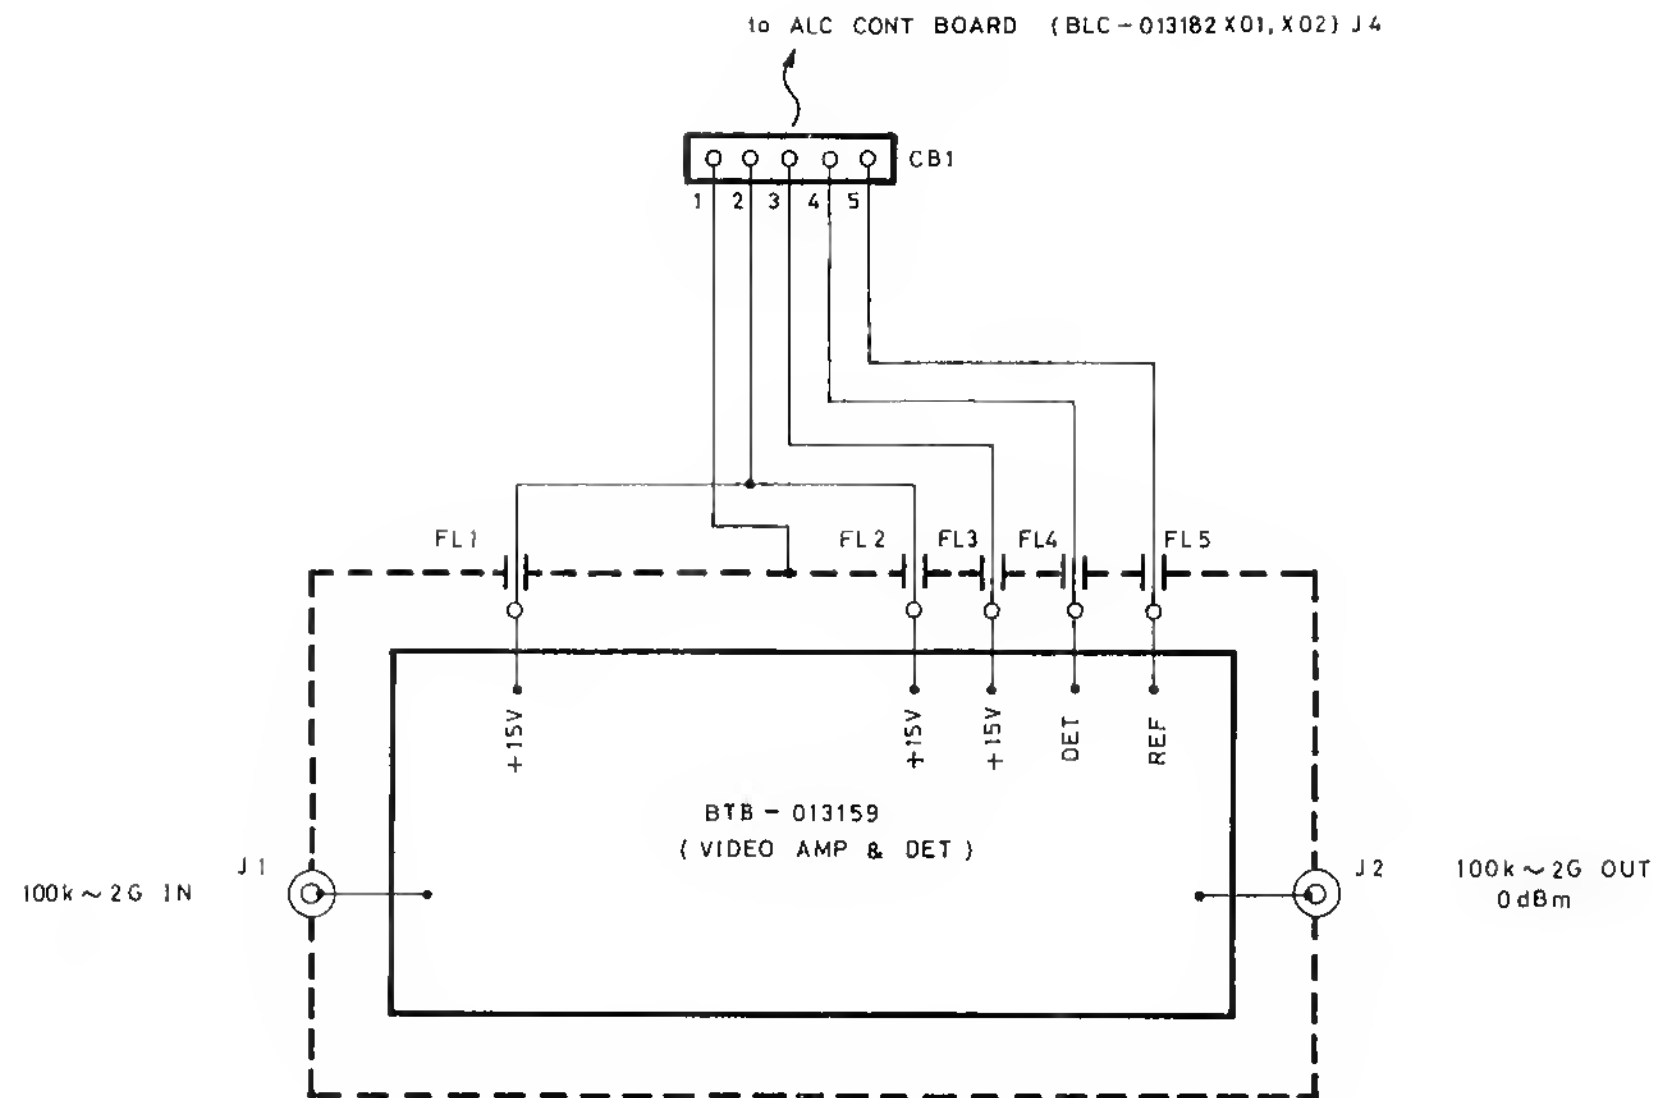 to ALC CONT BOARD (BLC-013182X01, X02) J4
CB1
1 2 3 4 5
FL1 FL2 FL3 FL4 FL5
+15V +15V +15V DET REF
BTB-013159
(VIDEO AMP & DET)
J1 J2
100k~2G IN 100k~2G OUT
0dBm